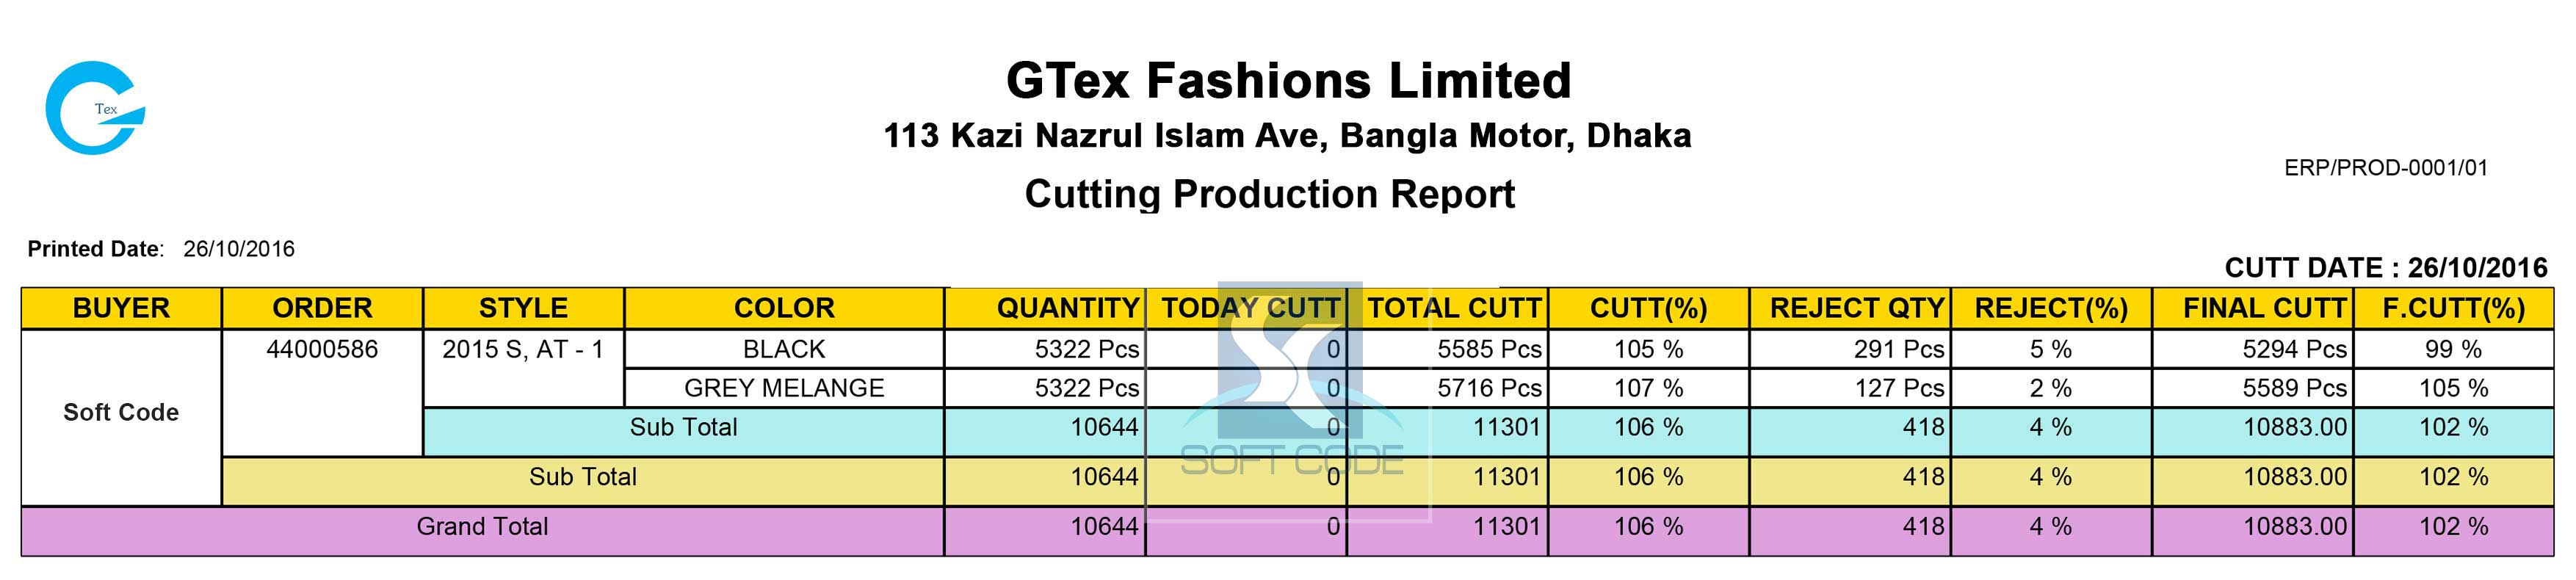 Tex
GTex Fashions Limited
113 Kazi Nazrul Islam Ave, Bangla Motor, Dhaka
ERP/PROD-0001/01
Cutting Production Report
Printed Date: 26/10/2016
CUTT DATE : 26/10/2016
BUYER ORDER STYLE COLOR QUANTITY TODAY CUTT TOTAL CUTT CUTT(%) REJECT QTY REJECT(%) FINAL CUTT F.CUTT(%)
44000586 2015 S, AT - 1 BLACK 5322 Pcs 0 5585 Pcs 105 % 291 Pcs 5 % 5294 Pcs 99 %
GREY MELANGE 5322 Pcs 0 5716 Pcs 107 % 127 Pcs 2 % 5589 Pcs 105 %
Soft Code
Sub Total 10644 0 11301 106 % 418 4 % 10883.00 102 %
SOFT CODE
Sub Total 10644 0 11301 106 % 418 4 % 10883.00 102 %
Grand Total 10644 0 11301 106 % 418 4 % 10883.00 102 %